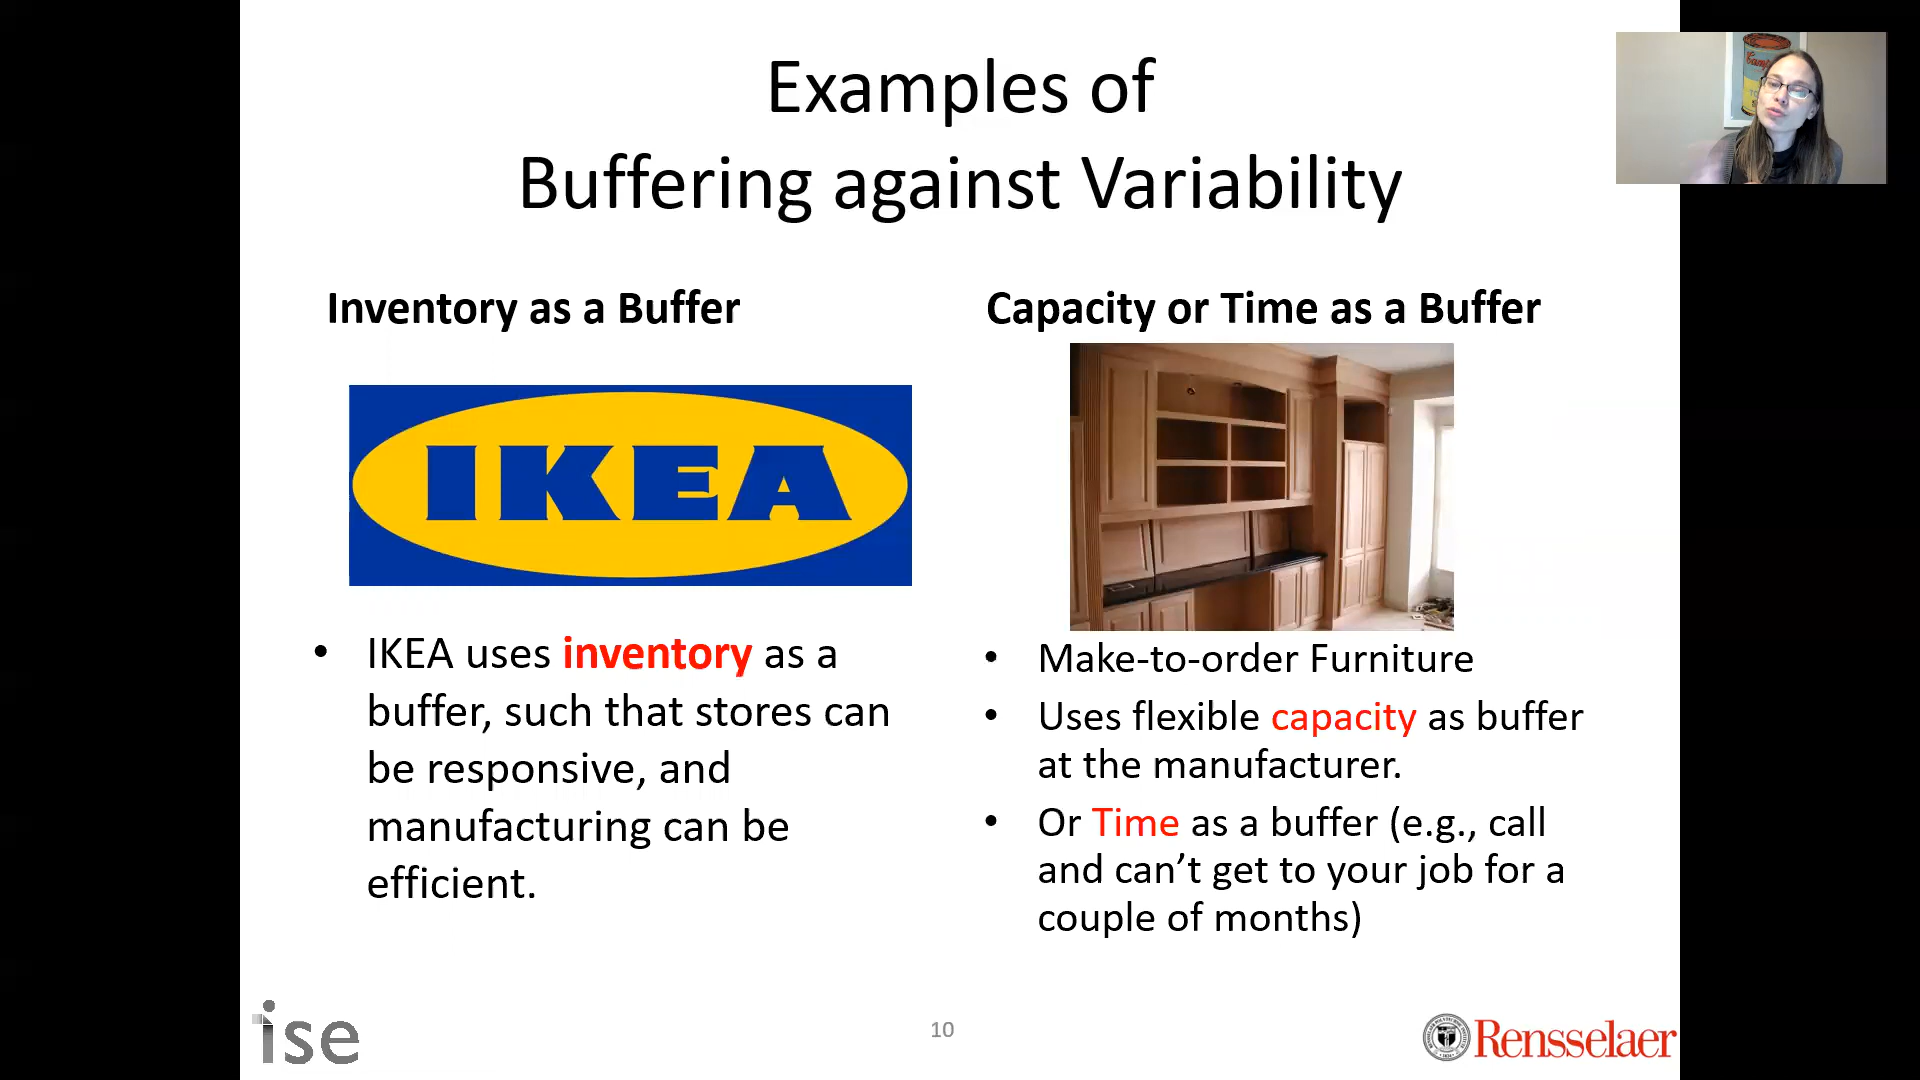 Examples of
Buffering against Variability
Inventory as a Buffer
IKEA
• IKEA uses inventory as a
buffer, such that stores can
be responsive, and
manufacturing can be
efficient.
Capacity or Time as a Buffer
• Make-to-order Furniture
• Uses flexible capacity as buffer
at the manufacturer.
• Or Time as a buffer (e.g., call
and can’t get to your job for a
couple of months)
ise
10
Rensselaer